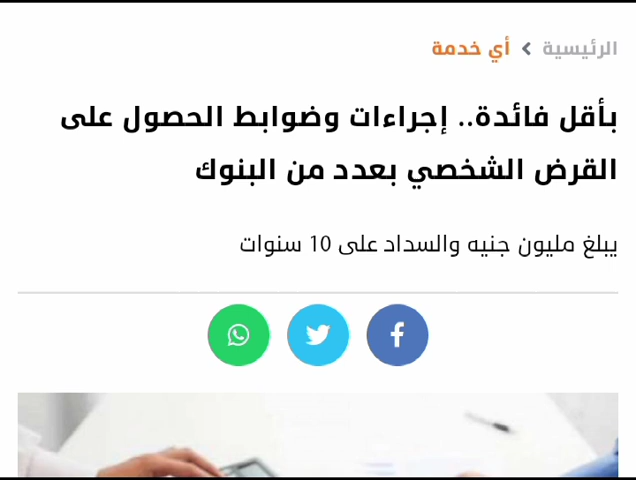 الرئيسية › أي خدمة
بأقل فائدة.. إجراءات وضوابط الحصول على
القرض الشخصي بعدد من البنوك
يبلغ مليون جنيه والسداد على 10 سنوات